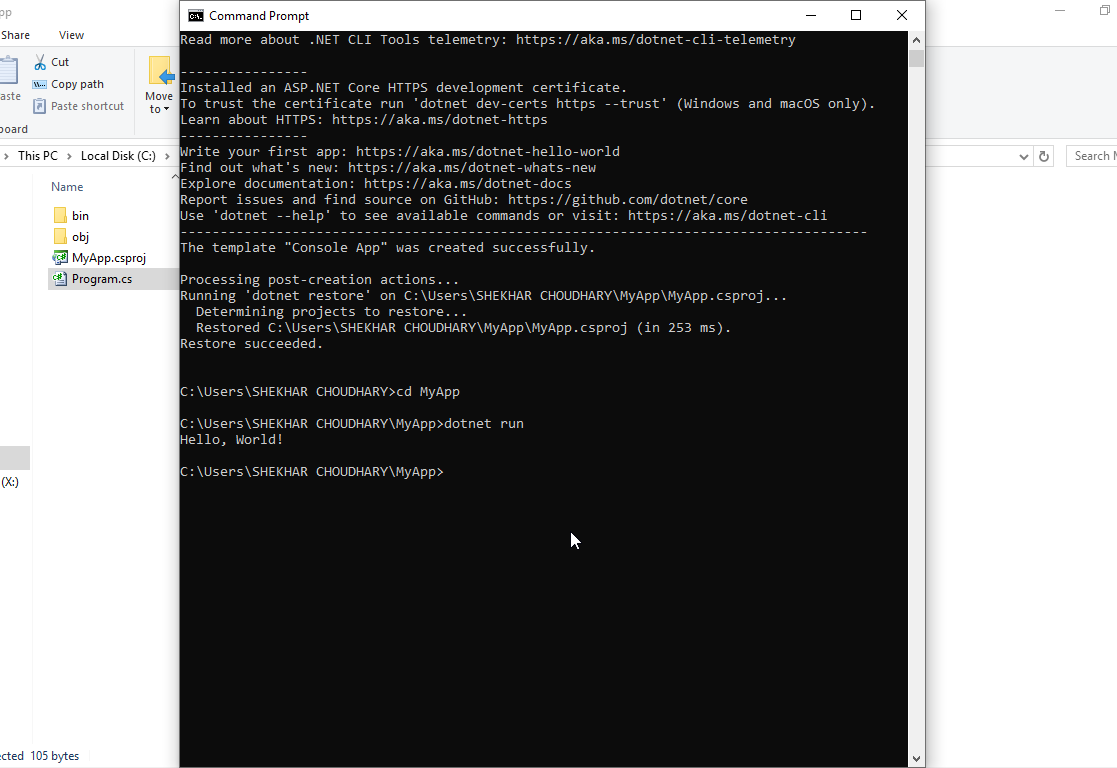 pp
Command Prompt
Share
View
Cut
Copy path
Paste shortcut
aste
oard
Move
to
This PC
Local Disk (C:)
Search
Name
bin
obj
MyApp.csproj
Program.cs
(X:)
ected 105 bytes
Read more about .NET CLI Tools telemetry: https://aka.ms/dotnet-cli-telemetry
----------------
Installed an ASP.NET Core HTTPS development certificate.
To trust the certificate run 'dotnet dev-certs https --trust' (Windows and macOS only).
Learn about HTTPS: https://aka.ms/dotnet-https
----------------
Write your first app: https://aka.ms/dotnet-hello-world
Find out what's new: https://aka.ms/dotnet-whats-new
Explore documentation: https://aka.ms/dotnet-docs
Report issues and find source on GitHub: https://github.com/dotnet/core
Use 'dotnet --help' to see available commands or visit: https://aka.ms/dotnet-cli
--------------------------------------------------------------------------------------
The template "Console App" was created successfully.
Processing post-creation actions...
Running 'dotnet restore' on C:\Users\SHEKHAR CHOUDHARY\MyApp\MyApp.csproj...
Determining projects to restore...
Restored C:\Users\SHEKHAR CHOUDHARY\MyApp\MyApp.csproj (in 253 ms).
Restore succeeded.
C:\Users\SHEKHAR CHOUDHARY>cd MyApp
C:\Users\SHEKHAR CHOUDHARY\MyApp>dotnet run
Hello, World!
C:\Users\SHEKHAR CHOUDHARY\MyApp>